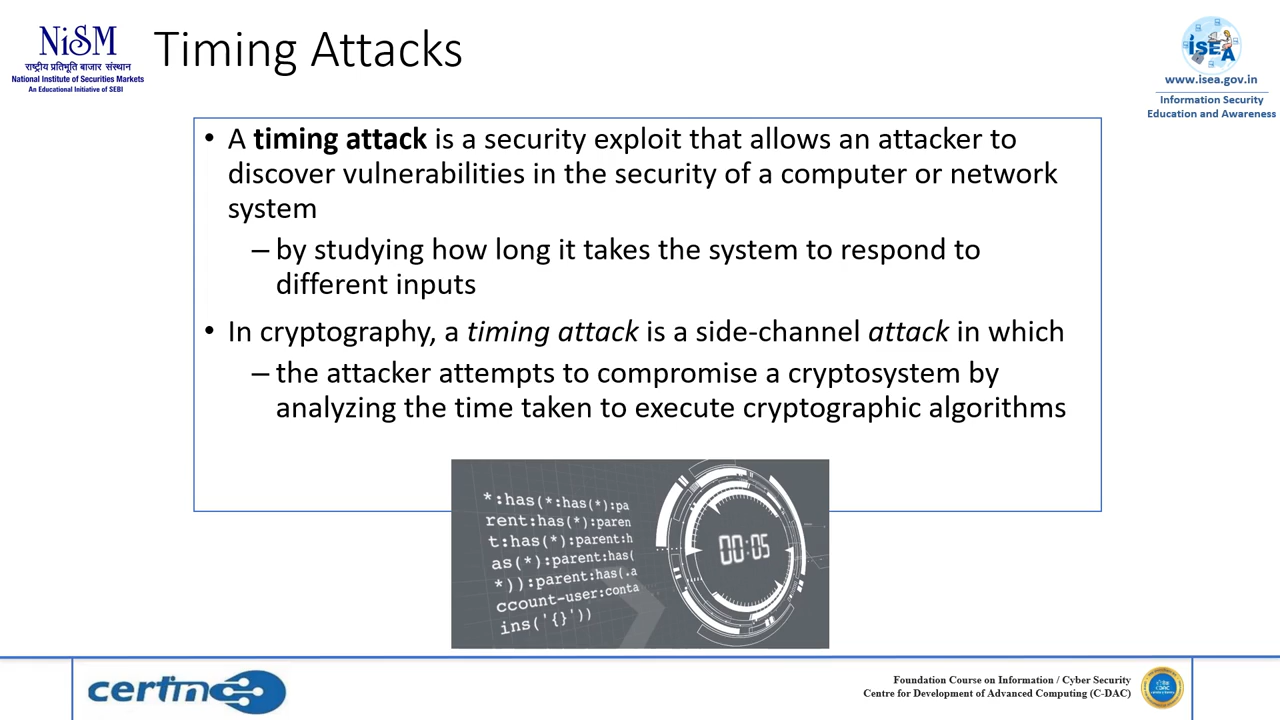 NiSM
राष्ट्रीय प्रतिभूति बाजार संस्थान
National Institute of Securities Markets
An Educational Initiative of SEBI
Timing Attacks
iSEA
www.isea.gov.in
Information Security
Education and Awareness
• A timing attack is a security exploit that allows an attacker to
discover vulnerabilities in the security of a computer or network
system
– by studying how long it takes the system to respond to
different inputs
• In cryptography, a timing attack is a side-channel attack in which
– the attacker attempts to compromise a cryptosystem by
analyzing the time taken to execute cryptographic algorithms
*:has(*:has(*):pa
rent:has(*):paren
t:has(*):parent:h
as(*):parent:has(
*)):parent:has(.a
ccount-user:conta
ins('{}'))
00:05
certin
Foundation Course on Information / Cyber Security
Centre for Development of Advanced Computing (C-DAC)